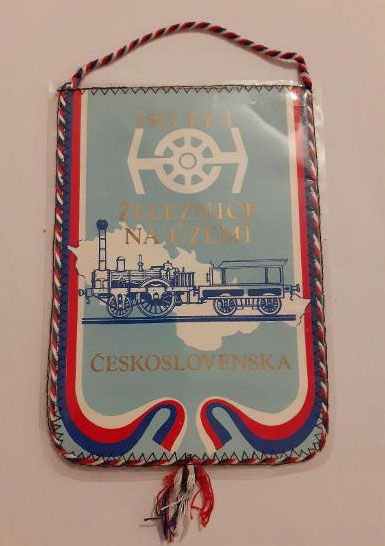 150 LET
ŽELEZNICE
NA ÚZEMÍ
ČESKOSLOVENSKA